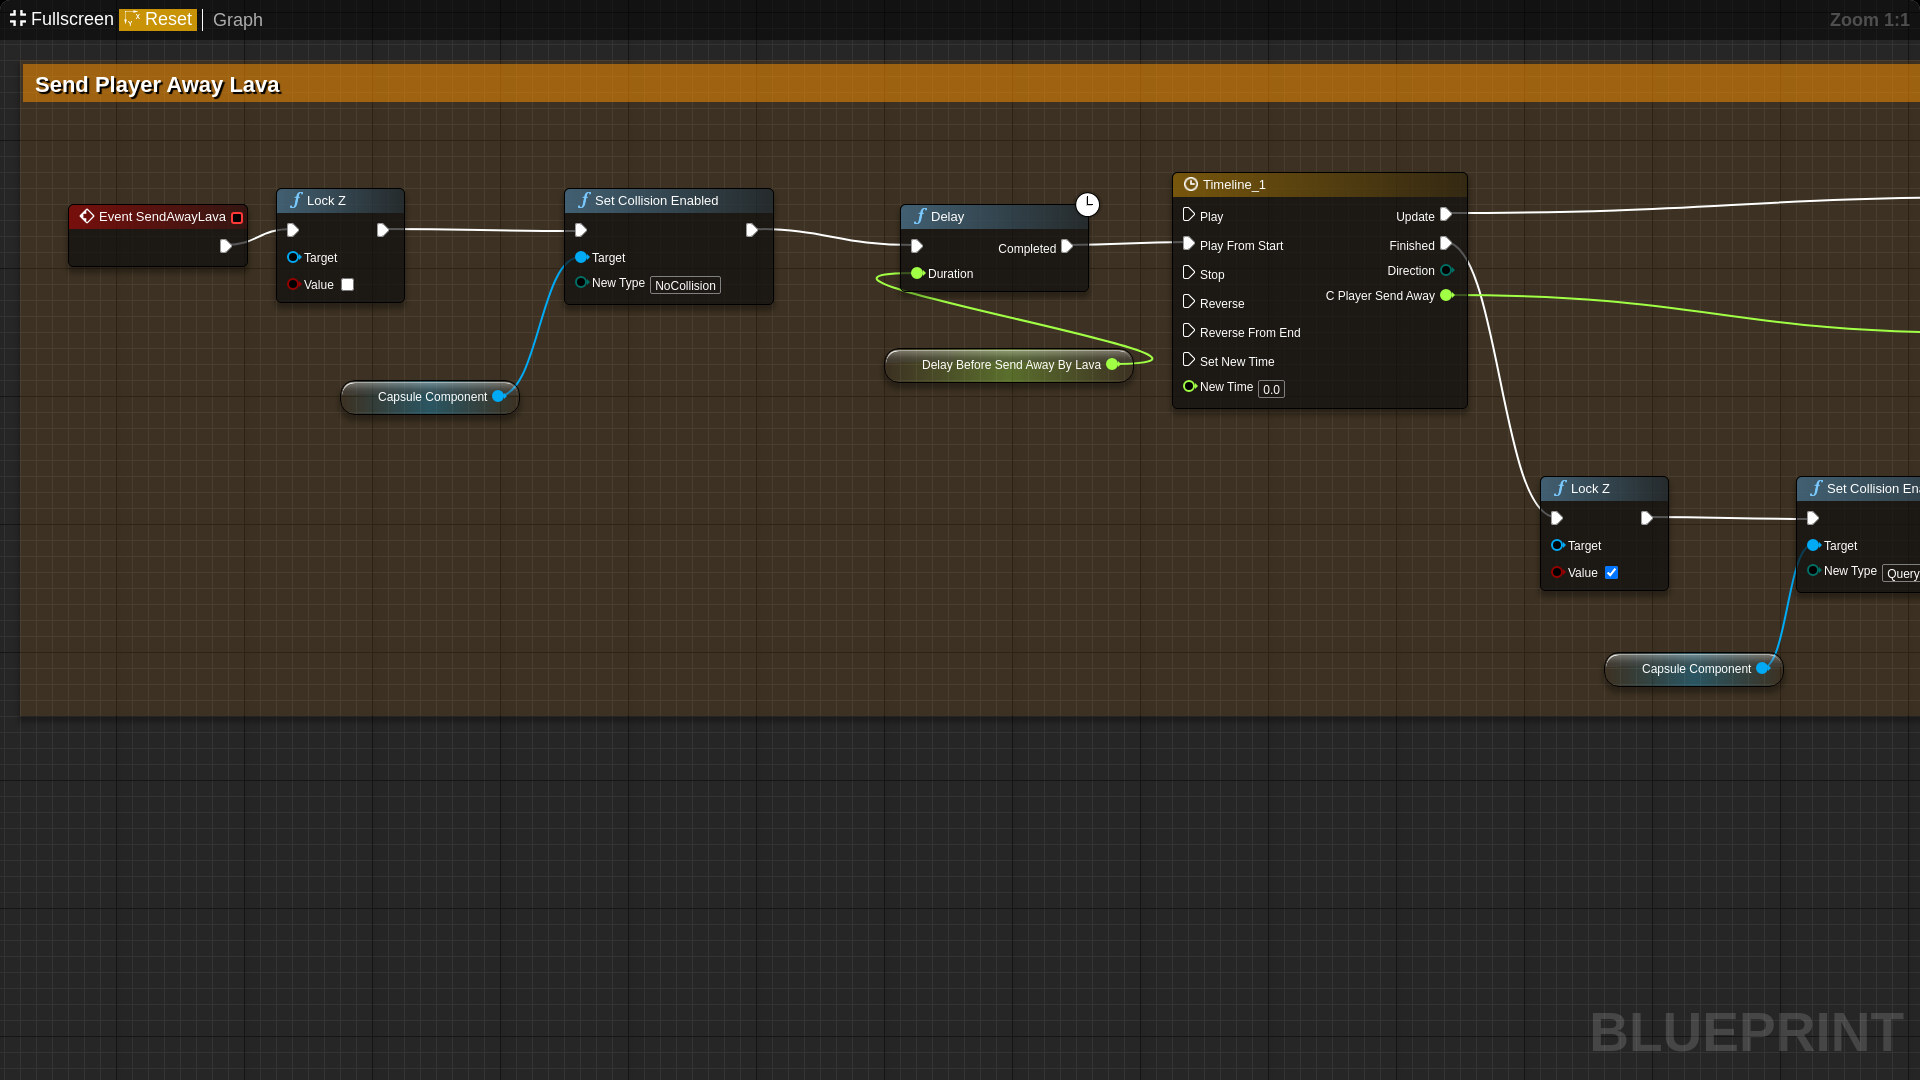 Fullscreen Reset Graph Zoom 1:1
Send Player Away Lava
Event SendAwayLava
Lock Z
Target
Value
Set Collision Enabled
Target
New Type NoCollision
Capsule Component
Delay
Completed
Duration
Delay Before Send Away By Lava
Timeline_1
Play Update
Play From Start Finished
Stop Direction
Reverse C Player Send Away
Reverse From End
Set New Time
New Time 0.0
Lock Z
Target
Value
Set Collision Ena
Target
New Type Query
Capsule Component
BLUEPRINT